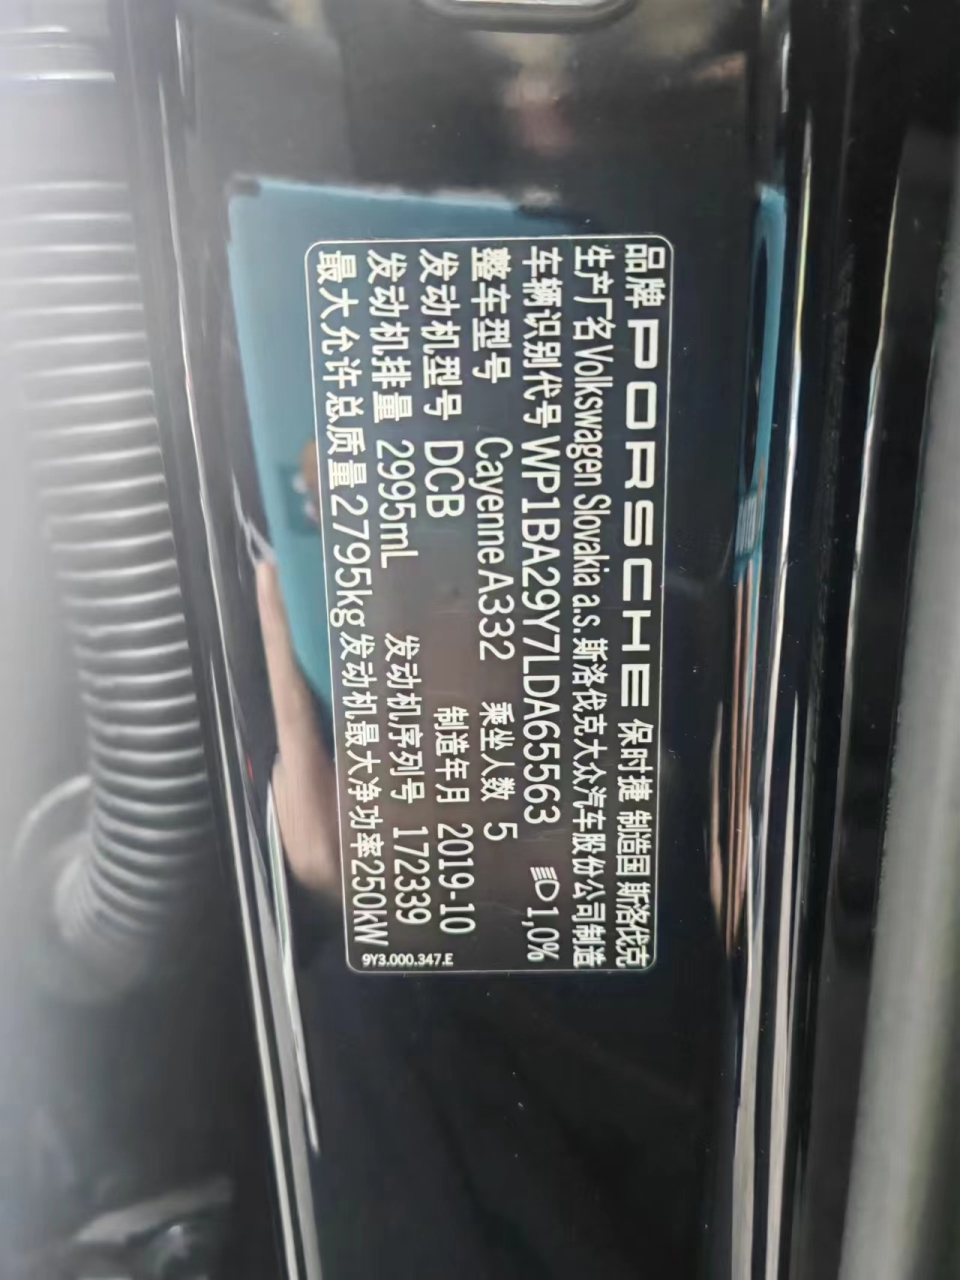 品牌 PORSCHE 保时捷 制造国 斯洛伐克
生产厂名 Volkswagen Slovakia a.s. 斯洛伐克大众汽车股份公司制造
车辆识别代号 WP1BA29Y7LDA65563 1,0%
整车型号 Cayenne A332 乘坐人数 5
发动机型号 DCB 制造年月 2019-10
发动机排量 2995mL 发动机序列号 172339
最大允许总质量 2795kg 发动机最大净功率 250kW
9Y3.000.347.E